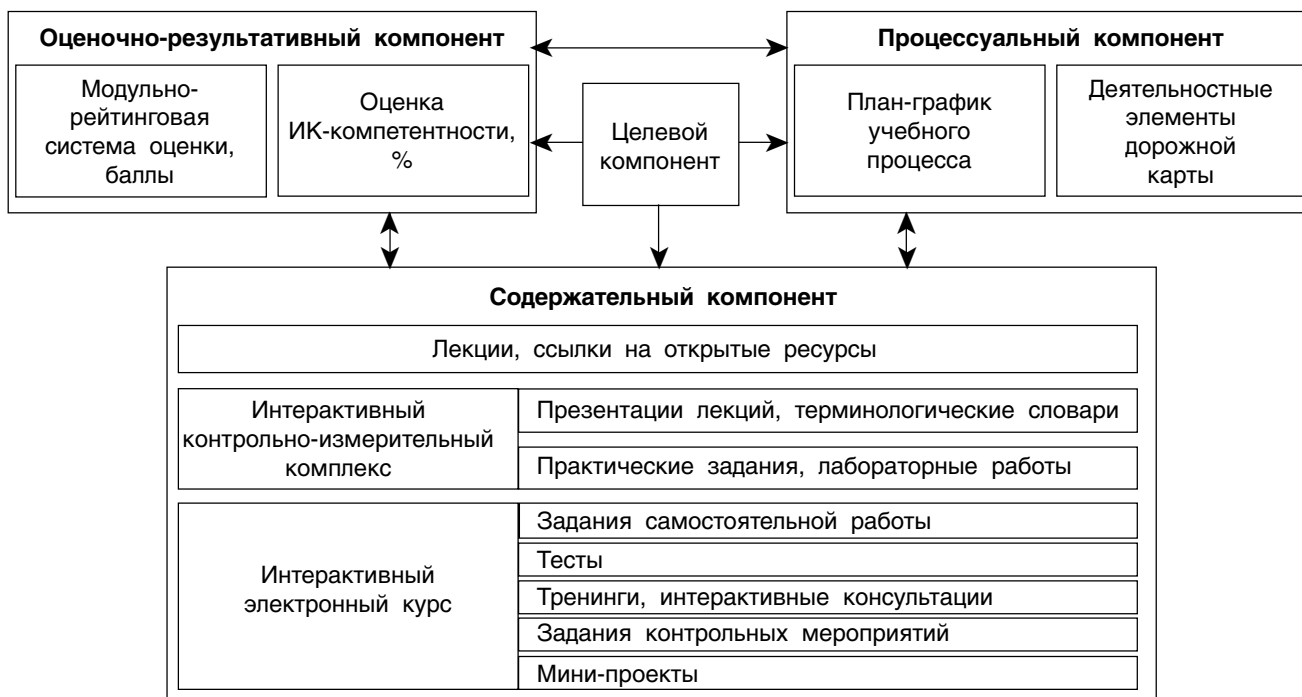 Оценочно-результативный компонент
Модульно-
рейтинговая
система оценки,
баллы
Оценка
ИК-компетентности,
%
Целевой
компонент
Процессуальный компонент
План-график
учебного
процесса
Деятельностные
элементы
дорожной
карты
Содержательный компонент
Лекции, ссылки на открытые ресурсы
Интерактивный
контрольно-измерительный
комплекс
Презентации лекций, терминологические словари
Практические задания, лабораторные работы
Интерактивный
электронный курс
Задания самостоятельной работы
Тесты
Тренинги, интерактивные консультации
Задания контрольных мероприятий
Мини-проекты